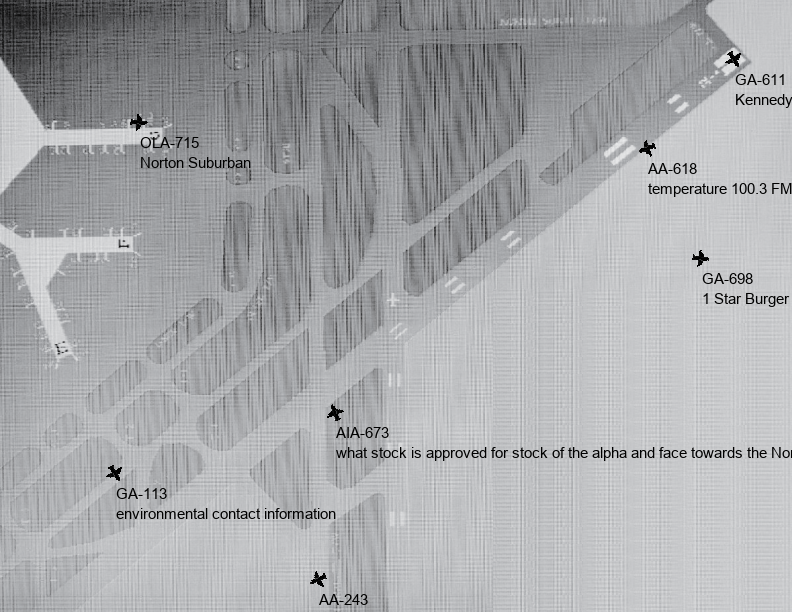 GA-611
Kennedy
OLA-715
Norton Suburban
AA-618
temperature 100.3 FM
GA-698
1 Star Burger
AIA-673
what stock is approved for stock of the alpha and face towards the Nor
GA-113
environmental contact information
AA-243